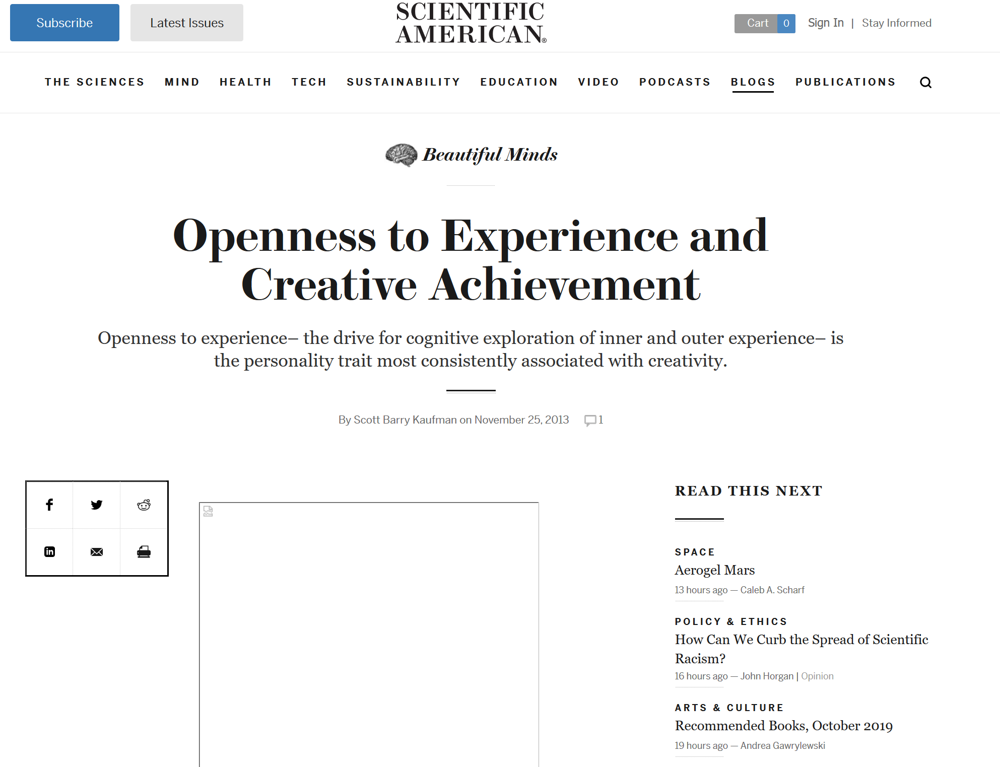 Subscribe
Latest Issues
SCIENTIFIC
AMERICAN®
Cart 0
Sign In | Stay Informed
THE SCIENCES MIND HEALTH TECH SUSTAINABILITY EDUCATION VIDEO PODCASTS BLOGS PUBLICATIONS
Beautiful Minds
Openness to Experience and
Creative Achievement
Openness to experience– the drive for cognitive exploration of inner and outer experience– is
the personality trait most consistently associated with creativity.
By Scott Barry Kaufman on November 25, 2013 1
f
in
READ THIS NEXT
SPACE
Aerogel Mars
13 hours ago — Caleb A. Scharf
POLICY & ETHICS
How Can We Curb the Spread of Scientific
Racism?
16 hours ago — John Horgan | Opinion
ARTS & CULTURE
Recommended Books, October 2019
19 hours ago — Andrea Gawrylewski